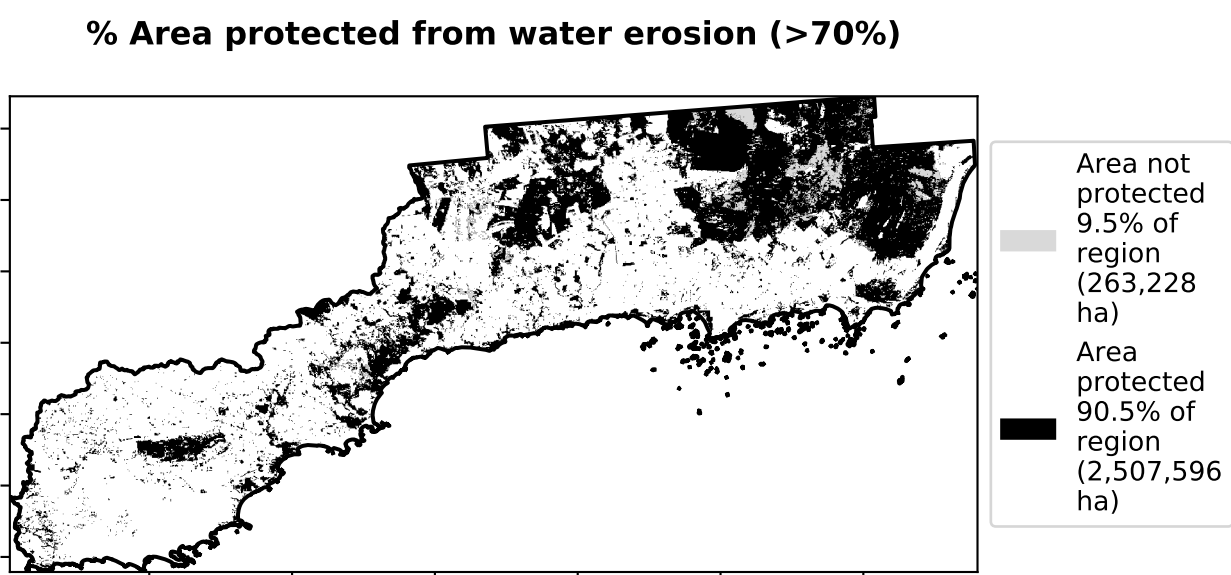 % Area protected from water erosion (>70%)
Area not
protected
9.5% of
region
(263,228
ha)
Area
protected
90.5% of
region
(2,507,596
ha)